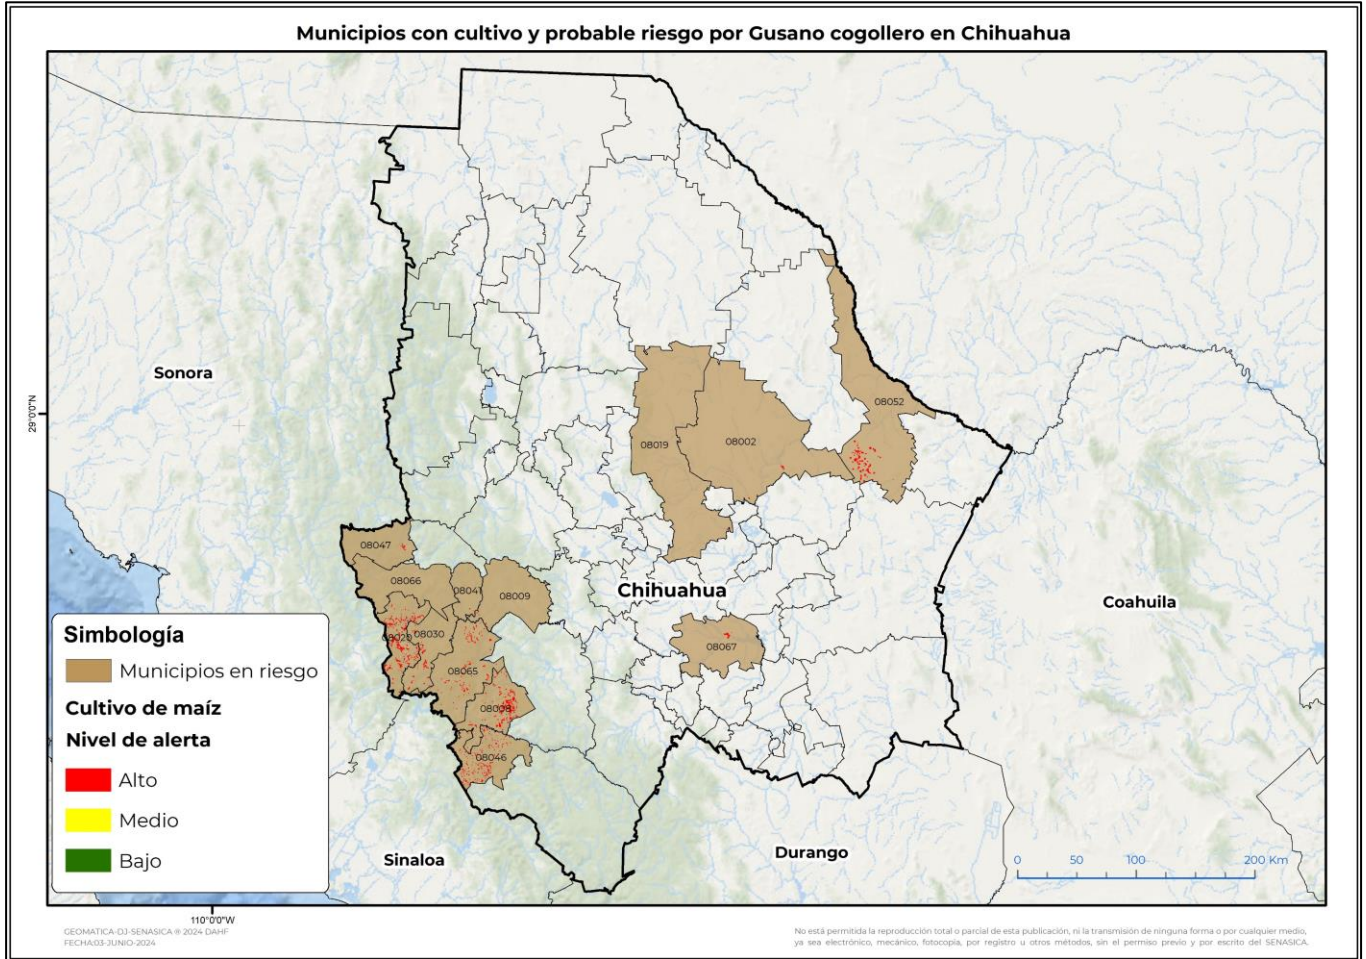 Municipios con cultivo y probable riesgo por Gusano cogollero en Chihuahua
Sonora
29°0'0"N
08052
08019
08002
08047
08066
08041
08009
Chihuahua
Coahuila
08030
08067
08065
08008
08046
Simbología
Municipios en riesgo
Cultivo de maíz
Nivel de alerta
Alto
Medio
Bajo
Sinaloa
Durango
0 50 100 200 Km
110°0'0"W
GEOMATICA-DJ-SENASICA ® 2024 DAHF
FECHA:03-JUNIO-2024
No está permitida la reproducción total o parcial de esta publicación, ni la transmisión de ninguna forma o por cualquier medio,
ya sea electrónico, mecánico, fotocopia, por registro u otros métodos, sin el permiso previo y por escrito del SENASICA.